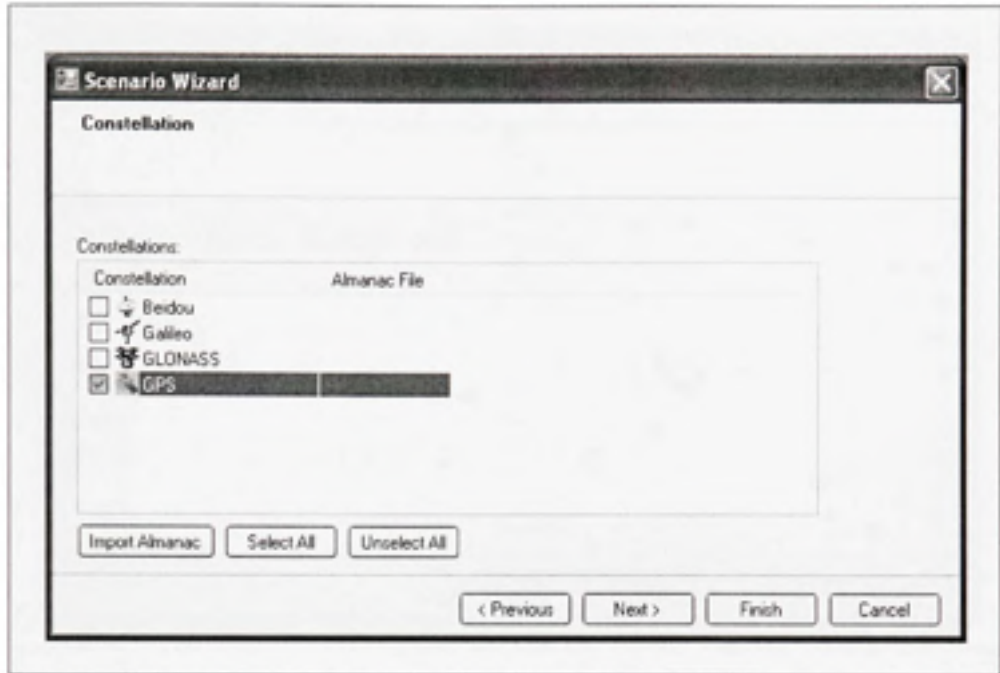 Scenario Wizard
Constellation
Constellations:
Constellation Almanac File
Beidou
Galileo
GLONASS
GPS
Import Almanac Select All Unselect All
< Previous Next > Finish Cancel